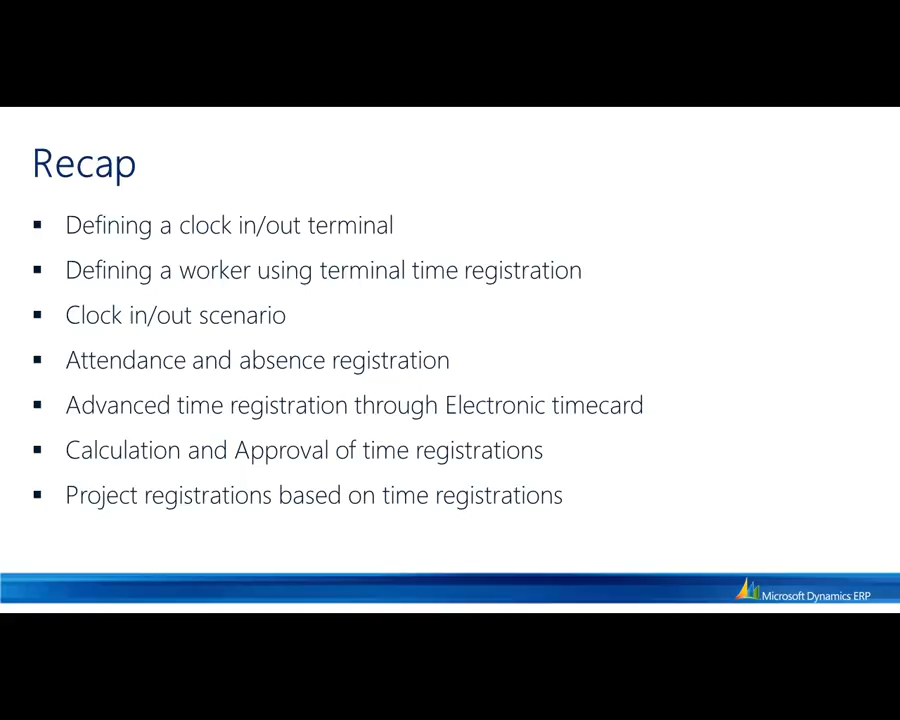 Recap
▪ Defining a clock in/out terminal
▪ Defining a worker using terminal time registration
▪ Clock in/out scenario
▪ Attendance and absence registration
▪ Advanced time registration through Electronic timecard
▪ Calculation and Approval of time registrations
▪ Project registrations based on time registrations
Microsoft Dynamics ERP